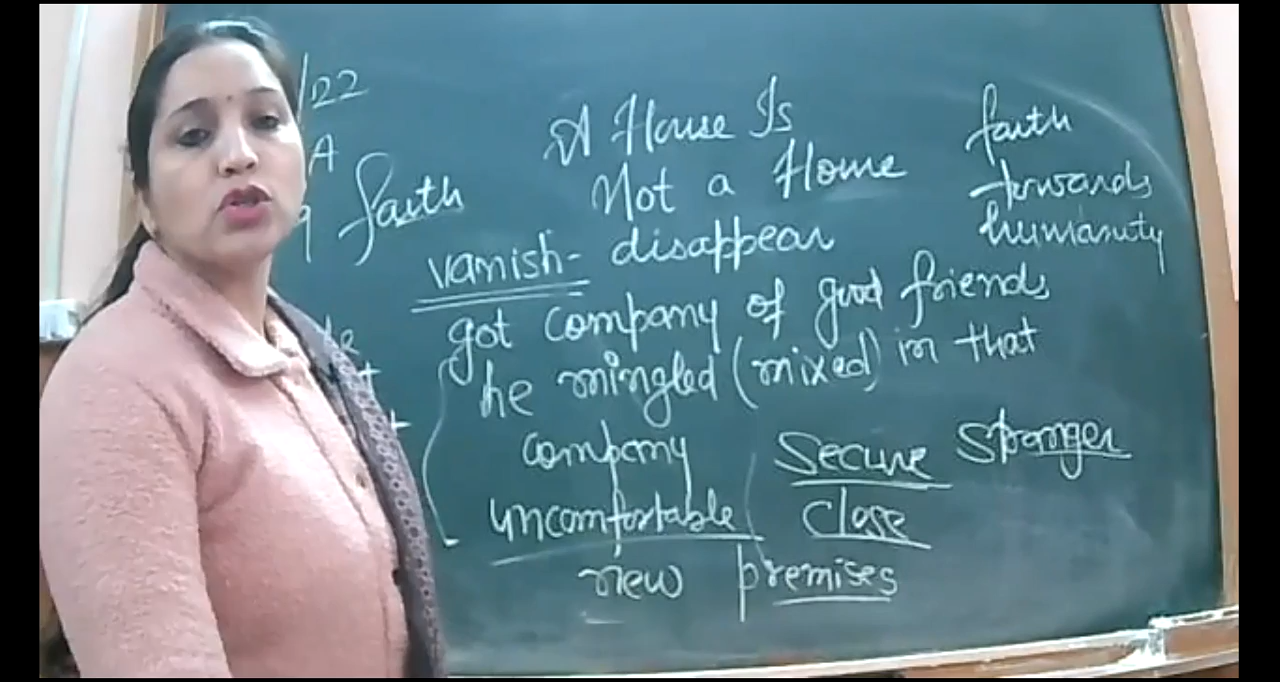 /22
A
faith
A House Is
Not a Home
vanish- disappear
got company of good friends
he mingled (mixed) in that
company
uncomfortable
new premises
Secure Stranger
Close
faith
towards
humanity